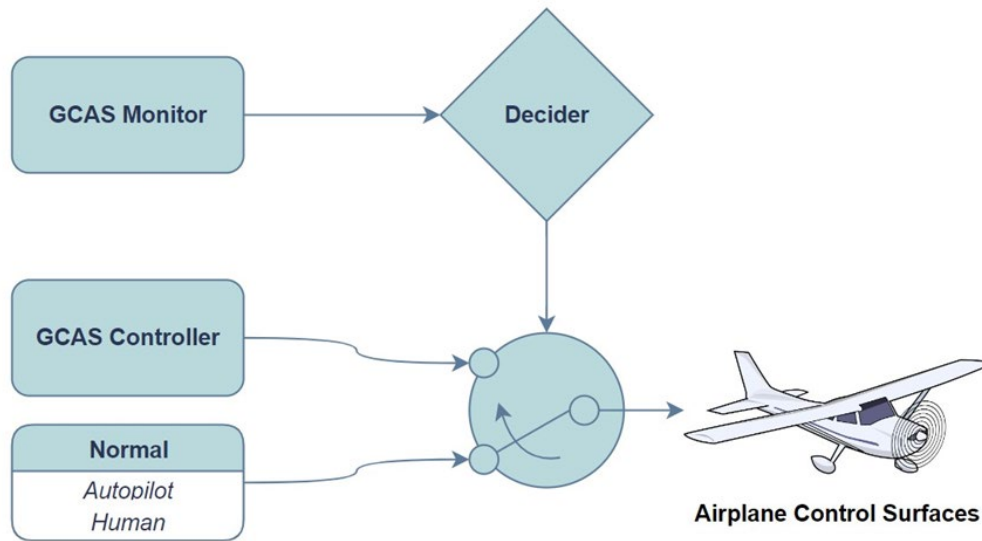 GCAS Monitor
Decider
GCAS Controller
Normal
Autopilot
Human
Airplane Control Surfaces